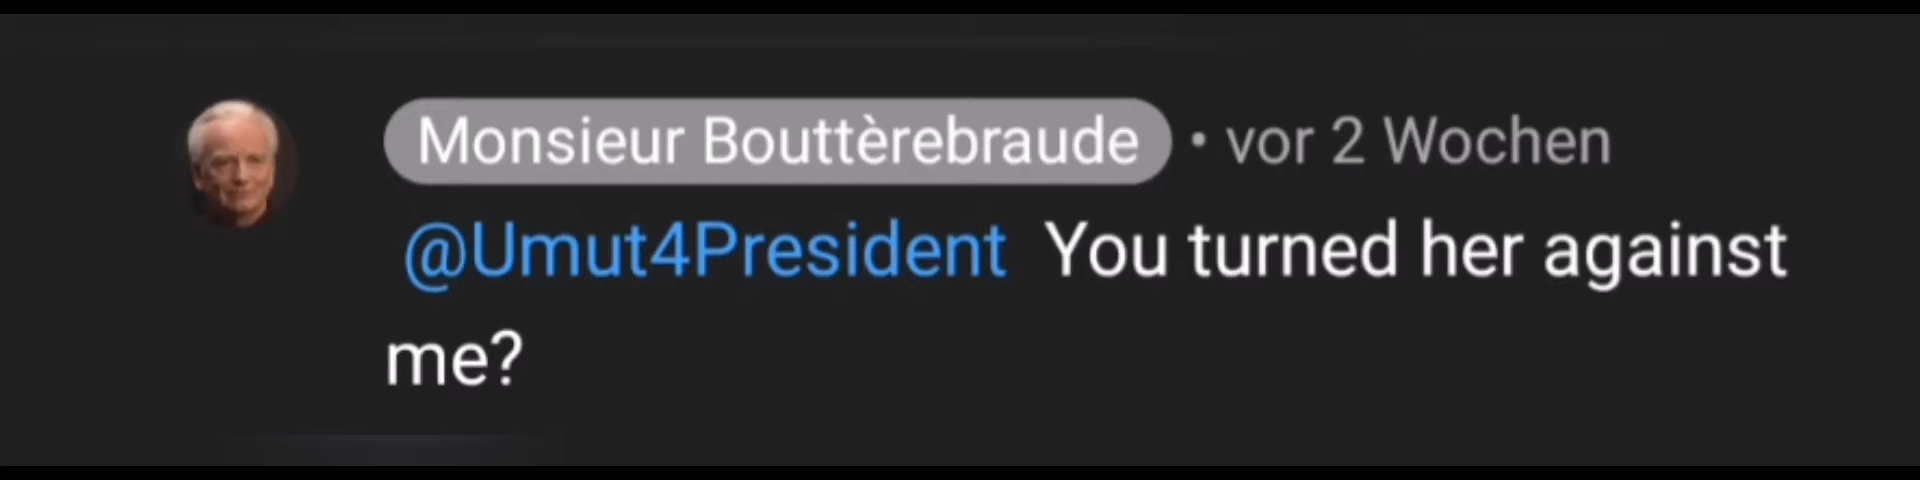 Monsieur Bouttèrebraude • vor 2 Wochen
@Umut4President You turned her against
me?